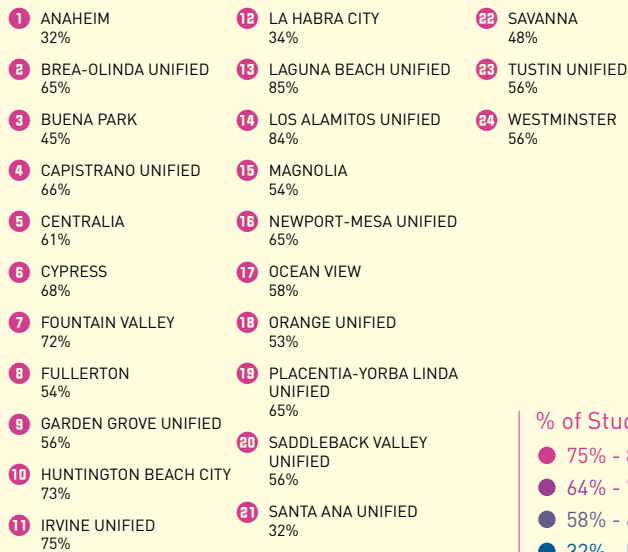 1 ANAHEIM
32%
2 BREA-OLINDA UNIFIED
65%
3 BUENA PARK
45%
4 CAPISTRANO UNIFIED
66%
5 CENTRALIA
61%
6 CYPRESS
68%
7 FOUNTAIN VALLEY
72%
8 FULLERTON
54%
9 GARDEN GROVE UNIFIED
56%
10 HUNTINGTON BEACH CITY
73%
11 IRVINE UNIFIED
75%
12 LA HABRA CITY
34%
13 LAGUNA BEACH UNIFIED
85%
14 LOS ALAMITOS UNIFIED
84%
15 MAGNOLIA
54%
16 NEWPORT-MESA UNIFIED
65%
17 OCEAN VIEW
58%
18 ORANGE UNIFIED
53%
19 PLACENTIA-YORBA LINDA
UNIFIED
65%
20 SADDLEBACK VALLEY
UNIFIED
56%
21 SANTA ANA UNIFIED
32%
22 SAVANNA
48%
23 TUSTIN UNIFIED
56%
24 WESTMINSTER
56%
% of
75% -
64% -
58% -
32% -